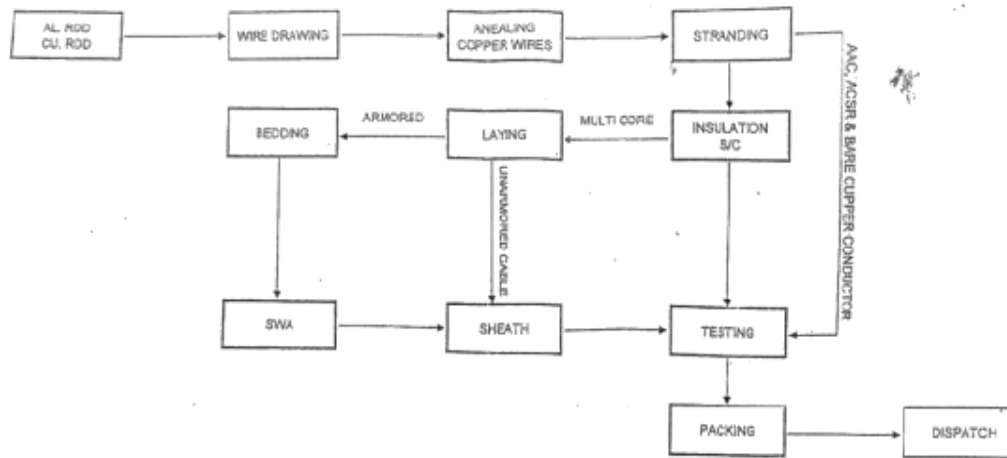 AL. ROD
CU. ROD
WIRE DRAWING
ANEALING
COPPER WIRES
STRANDING
AAC, ACSR & BARE CUPPER CONDUCTOR
BEDDING
ARMORED
LAYING
MULTI CORE
INSULATION
S/C
UNARMORED CABLE
SWA
SHEATH
TESTING
PACKING
DISPATCH